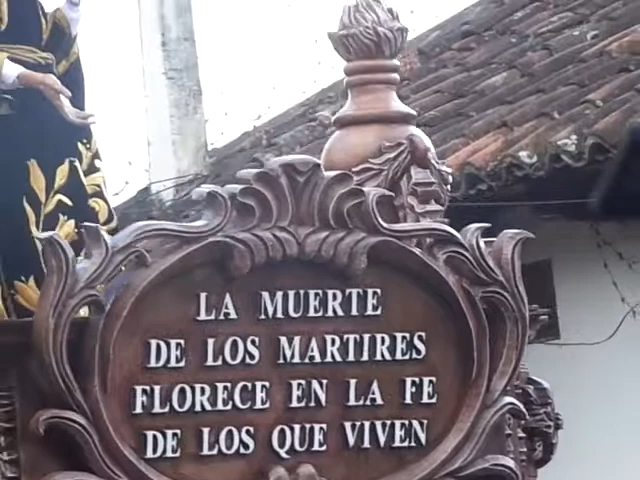 LA MUERTE
DE LOS MARTIRES
FLORECE EN LA FE
DE LOS QUE VIVEN